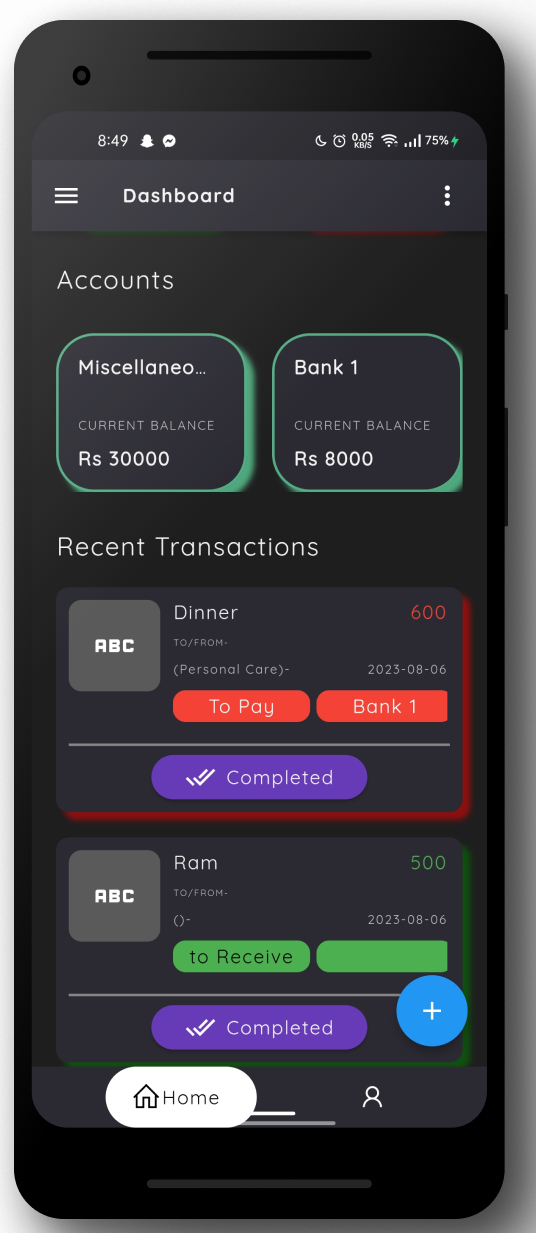 8:49 0.05 KB/S 75%
Dashboard
Accounts
Miscellaneo... Bank 1
CURRENT BALANCE CURRENT BALANCE
Rs 30000 Rs 8000
Recent Transactions
ABC Dinner 600
TO/FROM-
(Personal Care)- 2023-08-06
To Pay Bank 1
Completed
ABC Ram 500
TO/FROM-
()- 2023-08-06
to Receive
+
Completed
Home